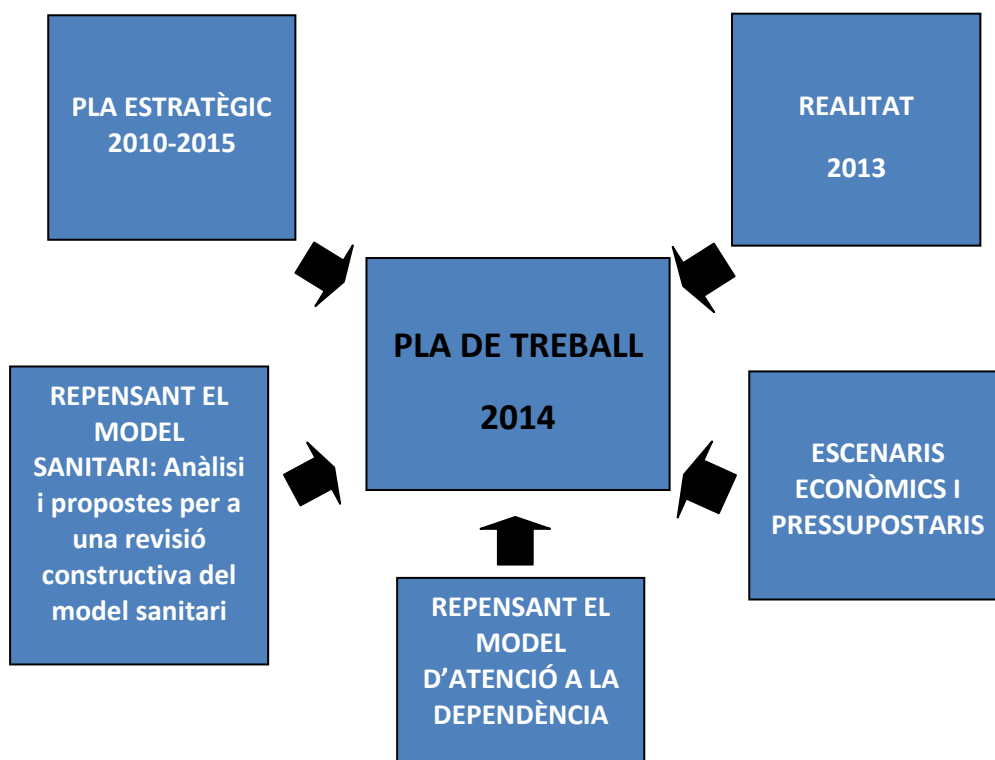 PLA ESTRATÈGIC
2010-2015
REALITAT
2013
PLA DE TREBALL
2014
REPENSANT EL
MODEL
SANITARI: Anàlisi
i propostes per a
una revisió
constructiva del
model sanitari
ESCENARIS
ECONÒMICS I
PRESSUPOSTARIS
REPENSANT EL
MODEL
D’ATENCIÓ A LA
DEPENDÈNCIA